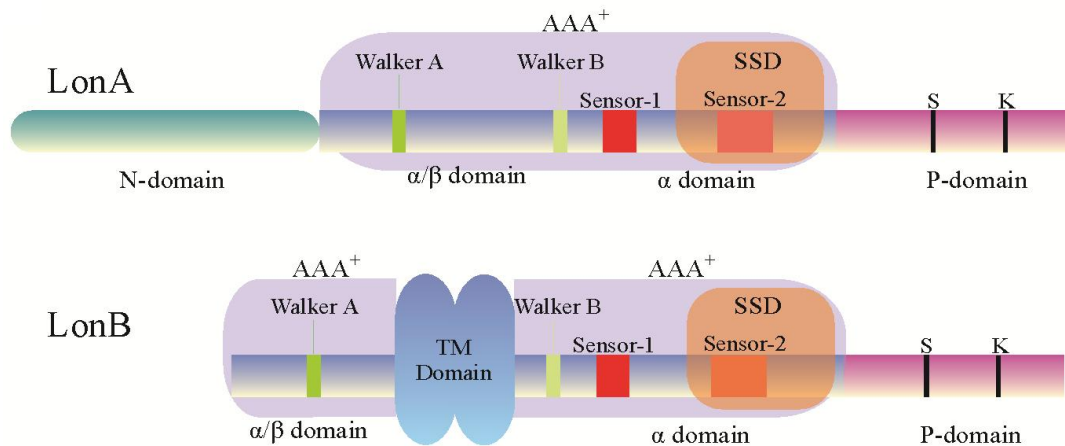 AAA⁺
Walker A Walker B SSD
LonA
Sensor-1 Sensor-2 S K
N-domain α/β domain α domain P-domain
AAA⁺ AAA⁺
Walker A Walker B SSD
LonB
TM Domain
Sensor-1 Sensor-2 S K
α/β domain α domain P-domain